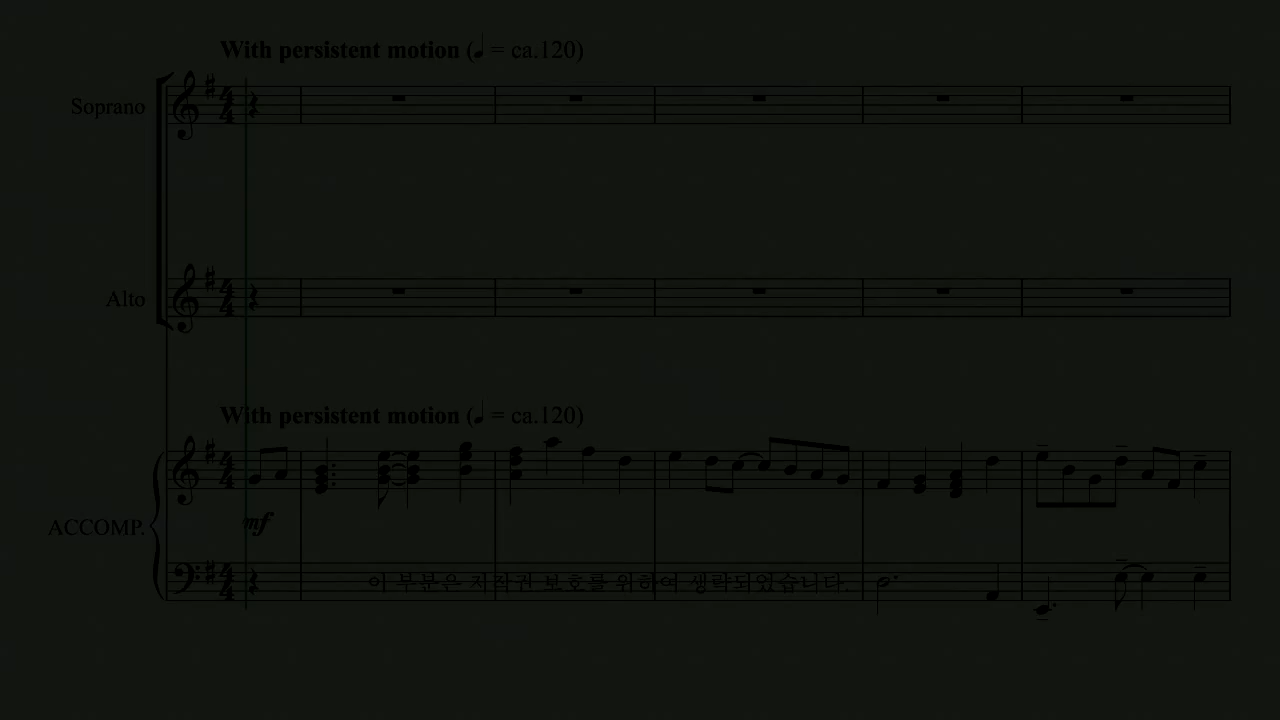 With persistent motion (♩ = ca.120)
Soprano
Alto
With persistent motion (♩ = ca.120)
mf
ACCOMP.
이 부분은 저작권 보호를 위하여 생략되었습니다.